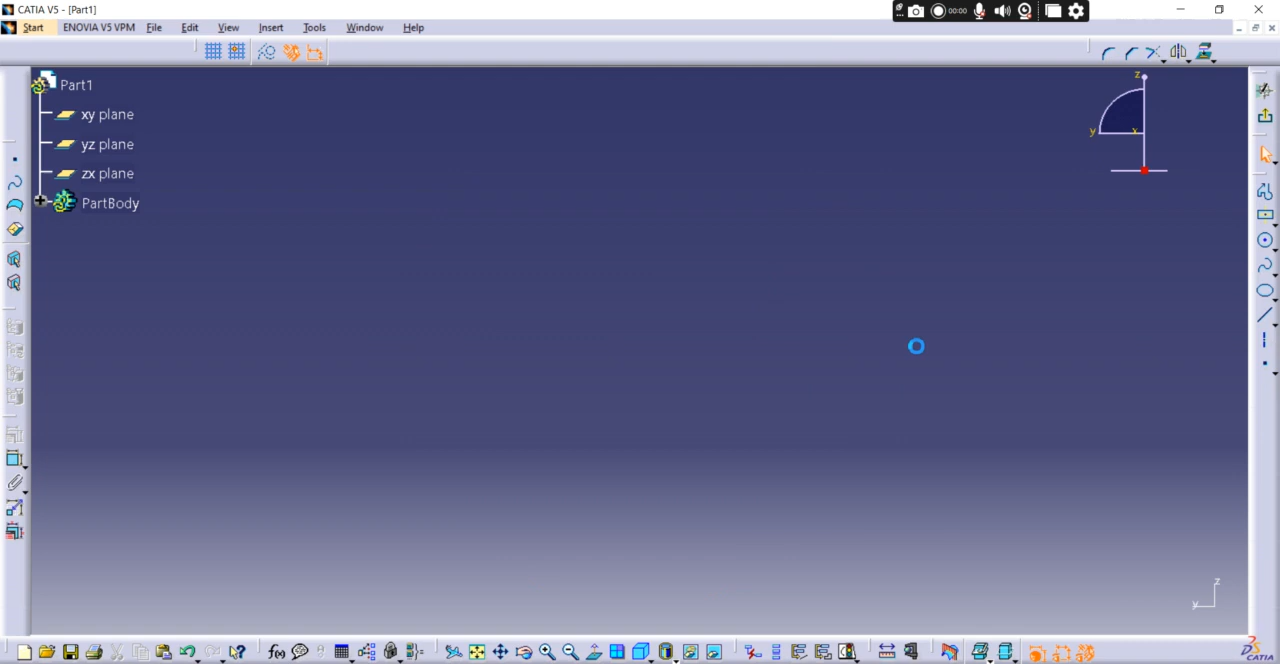 CATIA V5 - [Part1]
00:00
Start ENOVIA V5 VPM File Edit View Insert Tools Window Help
Part1
xy plane
yz plane
zx plane
PartBody
z
y
x
z
y
f(x)
CATIA